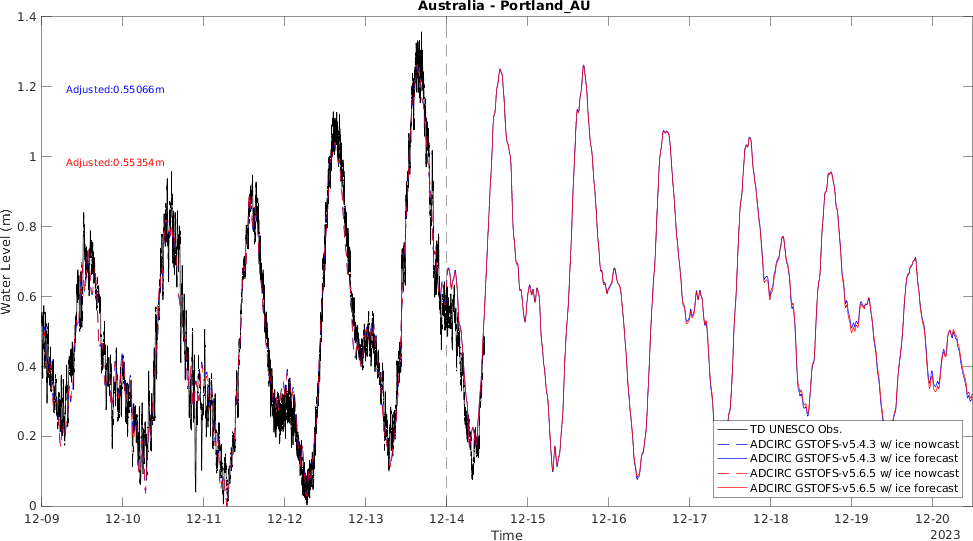 Australia - Portland_AU
1.4
1.2
1
0.8
0.6
0.4
0.2
0
Water Level (m)
Adjusted:0.55066m
Adjusted:0.55354m
TD UNESCO Obs.
ADCIRC GSTOFS-v5.4.3 w/ ice nowcast
ADCIRC GSTOFS-v5.4.3 w/ ice forecast
ADCIRC GSTOFS-v5.6.5 w/ ice nowcast
ADCIRC GSTOFS-v5.6.5 w/ ice forecast
12-09 12-10 12-11 12-12 12-13 12-14 12-15 12-16 12-17 12-18 12-19 12-20
2023
Time